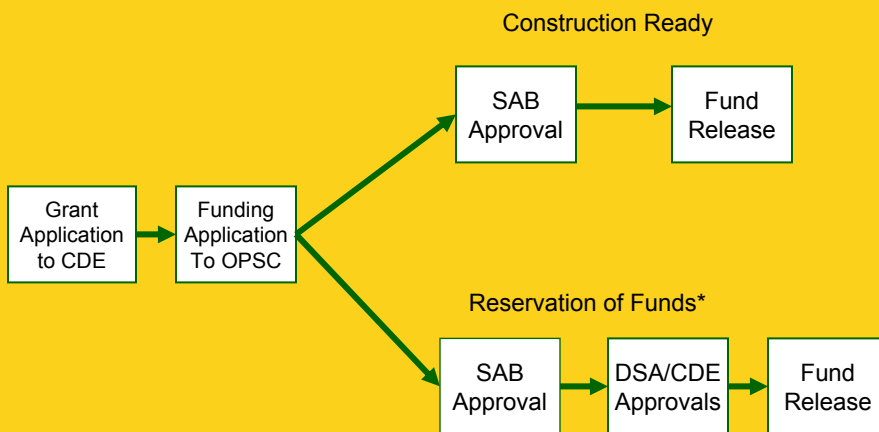 Construction Ready
SAB
Approval
Fund
Release
Grant
Application
to CDE
Funding
Application
To OPSC
Reservation of Funds*
SAB
Approval
DSA/CDE
Approvals
Fund
Release